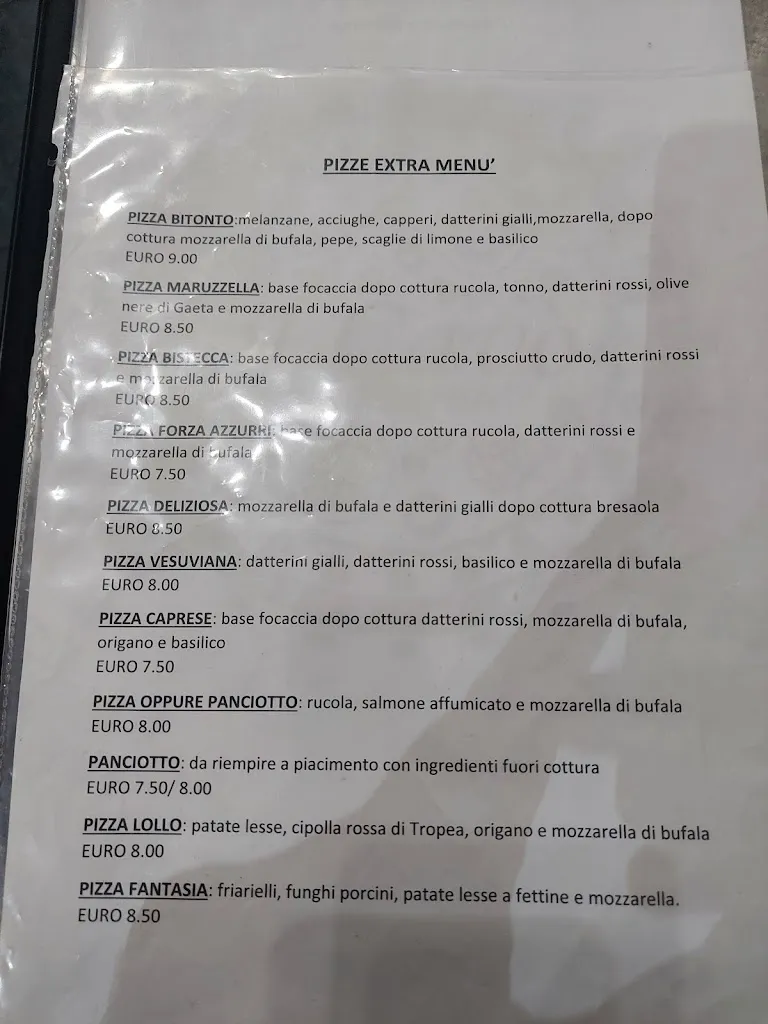 PIZZE EXTRA MENU'
PIZZA BITONTO:melanzane, acciughe, capperi, datterini gialli,mozzarella, dopo
cottura mozzarella di bufala, pepe, scaglie di limone e basilico
EURO 9.00
PIZZA MARUZZELLA: base focaccia dopo cottura rucola, tonno, datterini rossi, olive
nere di Gaeta e mozzarella di bufala
EURO 8.50
PIZZA BISTECCA: base focaccia dopo cottura rucola, prosciutto crudo, datterini rossi
e mozzarella di bufala
EURO 8.50
PIZZA FORZA AZZURRI: base focaccia dopo cottura rucola, datterini rossi e
mozzarella di bufala
EURO 7.50
PIZZA DELIZIOSA: mozzarella di bufala e datterini gialli dopo cottura bresaola
EURO 8.50
PIZZA VESUVIANA: datterini gialli, datterini rossi, basilico e mozzarella di bufala
EURO 8.00
PIZZA CAPRESE: base focaccia dopo cottura datterini rossi, mozzarella di bufala,
origano e basilico
EURO 7.50
PIZZA OPPURE PANCIOTTO: rucola, salmone affumicato e mozzarella di bufala
EURO 8.00
PANCIOTTO: da riempire a piacimento con ingredienti fuori cottura
EURO 7.50/ 8.00
PIZZA LOLLO: patate lesse, cipolla rossa di Tropea, origano e mozzarella di bufala
EURO 8.00
PIZZA FANTASIA: friarielli, funghi porcini, patate lesse a fettine e mozzarella.
EURO 8.50